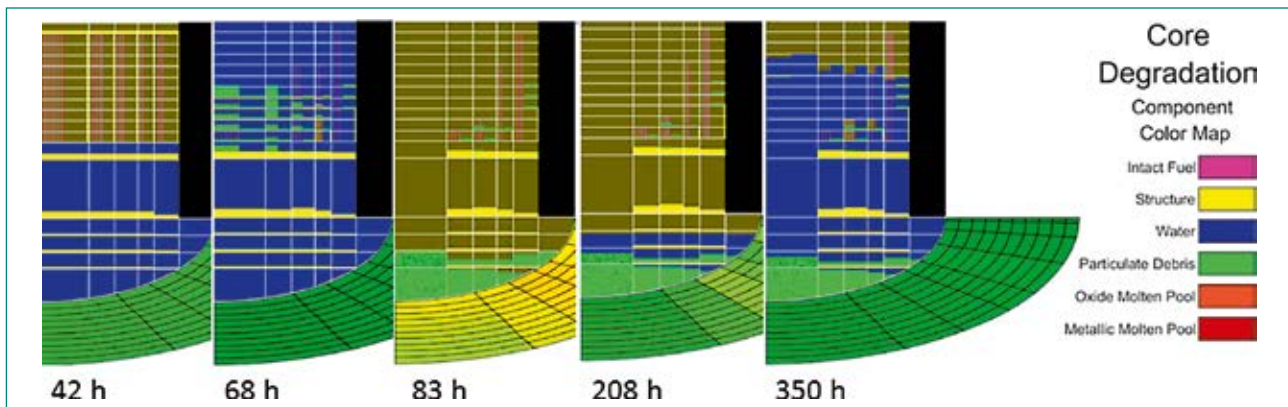 Core
Degradation
Component
Color Map
Intact Fuel
Structure
Water
Particulate Debris
Oxide Molten Pool
Metallic Molten Pool
42 h
68 h
83 h
208 h
350 h